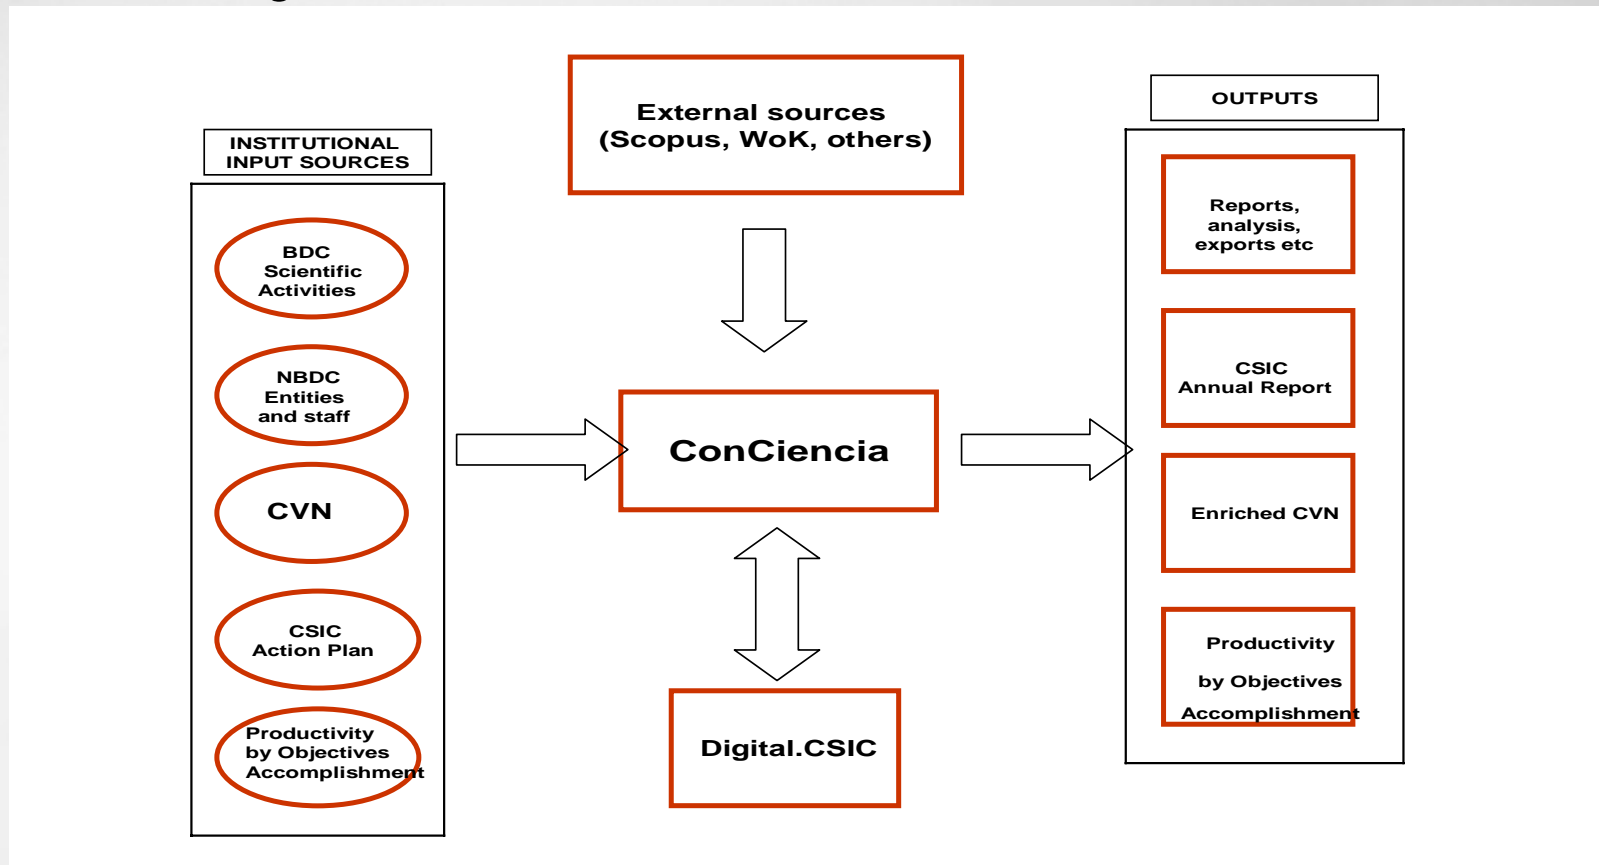 INSTITUTIONAL
INPUT SOURCES
BDC
Scientific
Activities
NBDC
Entities
and staff
CVN
CSIC
Action Plan
Productivity
by Objectives
Accomplishment
External sources
(Scopus, WoK, others)
ConCiencia
Digital.CSIC
OUTPUTS
Reports,
analysis,
exports etc
CSIC
Annual Report
Enriched CVN
Productivity
by Objectives
Accomplishment